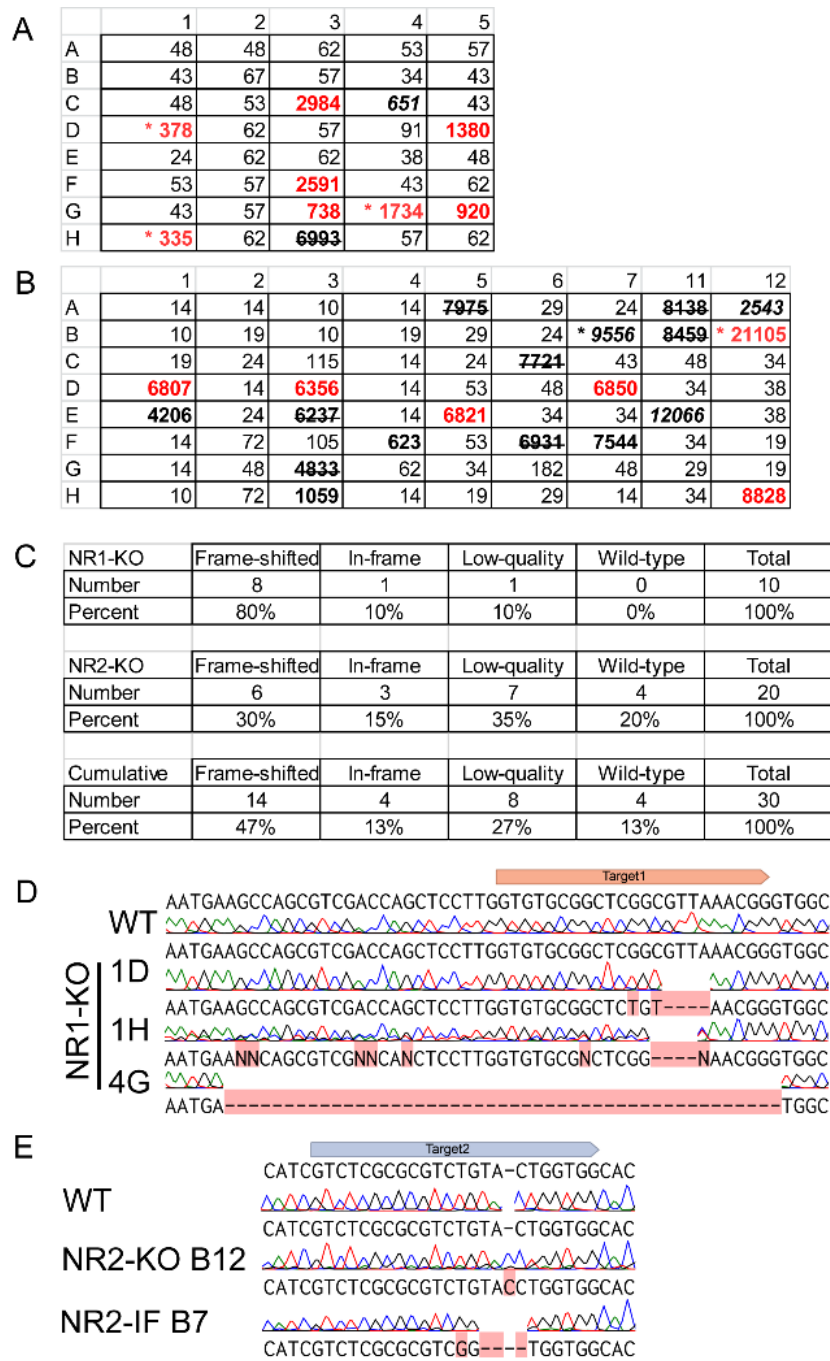 A
1 2 3 4 5
A 48 48 62 53 57
B 43 67 57 34 43
C 48 53 2984 651 43
D * 378 62 57 91 1380
E 24 62 62 38 48
F 53 57 2591 43 62
G 43 57 738 * 1734 920
H * 335 62 6993 57 62
B
1 2 3 4 5 6 7 11 12
A 14 14 10 14 7975 29 24 8138 2543
B 10 19 10 19 29 24 * 9556 8459 * 21105
C 19 24 115 14 24 7721 43 48 34
D 6807 14 6356 14 53 48 6850 34 38
E 4206 24 6237 14 6821 34 34 12066 38
F 14 72 105 623 53 6931 7544 34 19
G 14 48 4833 62 34 182 48 29 19
H 10 72 1059 14 19 29 14 34 8828
C
NR1-KO Frame-shifted In-frame Low-quality Wild-type Total
Number 8 1 1 0 10
Percent 80% 10% 10% 0% 100%
NR2-KO Frame-shifted In-frame Low-quality Wild-type Total
Number 6 3 7 4 20
Percent 30% 15% 35% 20% 100%
Cumulative Frame-shifted In-frame Low-quality Wild-type Total
Number 14 4 8 4 30
Percent 47% 13% 27% 13% 100%
D
Target1
AATGAAGCCAGCGTCGACCAGCTCCTTGGTGTGCGGCTCGGCGTTAAACGGGTGGC
WT
AATGAAGCCAGCGTCGACCAGCTCCTTGGTGTGCGGCTCGGCGTTAAACGGGTGGC
NR1-KO
1D
AATGAAGCCAGCGTCGACCAGCTCCTTGGTGTGCGGCTCTGT----AACGGGTGGC
1H
AATGAANNCAGCGTCGNNCANCTCCTTGGTGTGCGNCTCGG----NAACGGGTGGC
4G
AATGA-----------------------------------------------TGGC
E
Target2
CATCGTCTCGCGCGTCTGTA-CTGGTGGCAC
WT
CATCGTCTCGCGCGTCTGTA-CTGGTGGCAC
NR2-KO B12
CATCGTCTCGCGCGTCTGTACCTGGTGGCAC
NR2-IF B7
CATCGTCTCGCGCGTCGG----TGGTGGCAC